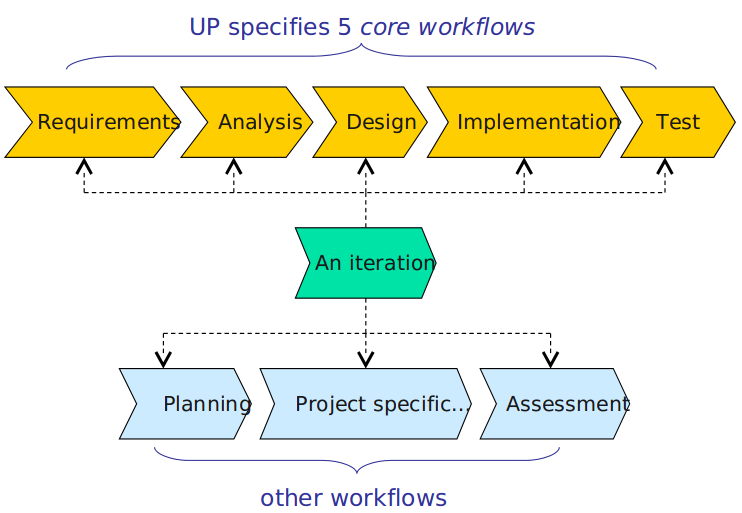 UP specifies 5 core workflows
Requirements Analysis Design Implementation Test
An iteration
Planning Project specific... Assessment
other workflows